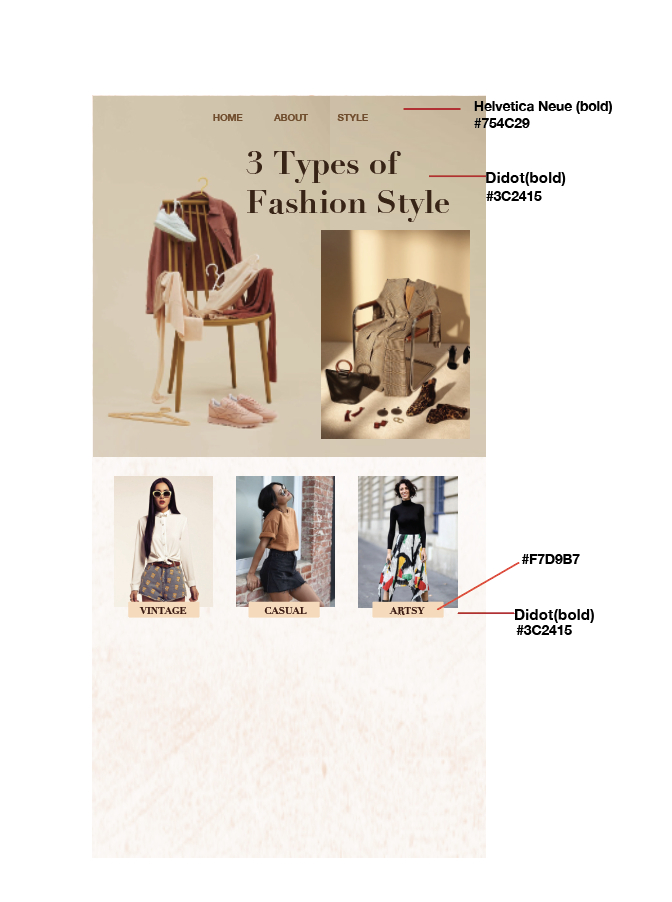 Helvetica Neue (bold)
#754C29
HOME ABOUT STYLE
3 Types of
Fashion Style
Didot(bold)
#3C2415
#F7D9B7
VINTAGE CASUAL ARTSY
Didot(bold)
#3C2415